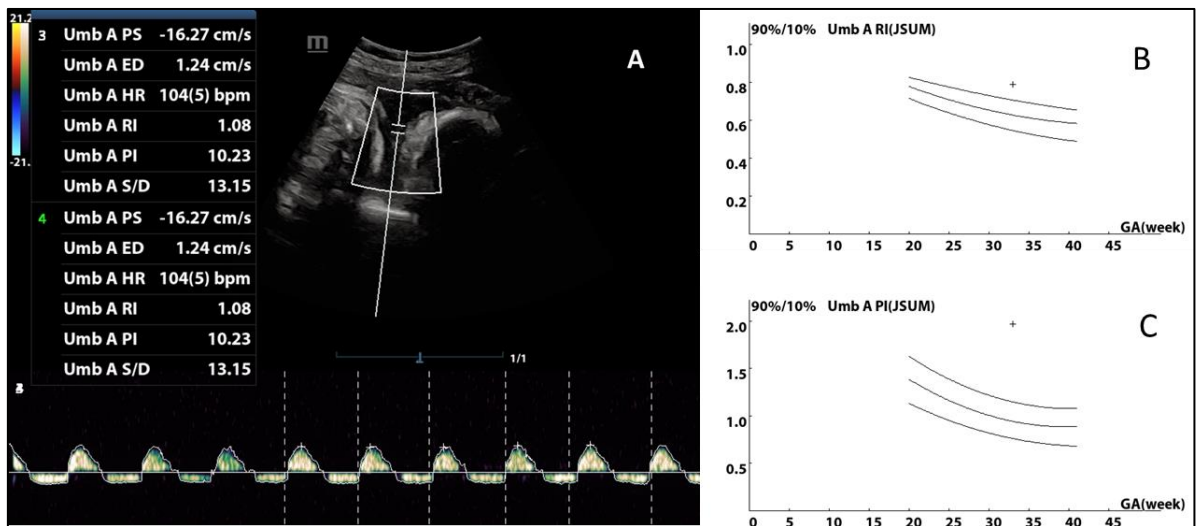 21.2
-21.
3 Umb A PS -16.27 cm/s
Umb A ED 1.24 cm/s
Umb A HR 104(5) bpm
Umb A RI 1.08
Umb A PI 10.23
Umb A S/D 13.15
4 Umb A PS -16.27 cm/s
Umb A ED 1.24 cm/s
Umb A HR 104(5) bpm
Umb A RI 1.08
Umb A PI 10.23
Umb A S/D 13.15
m
A
1/1
90%/10% Umb A RI(JSUM)
B
1.0
0.8
0.6
0.4
0.2
GA(week)
0 5 10 15 20 25 30 35 40 45
90%/10% Umb A PI(JSUM)
C
2.0
1.5
1.0
0.5
GA(week)
0 5 10 15 20 25 30 35 40 45